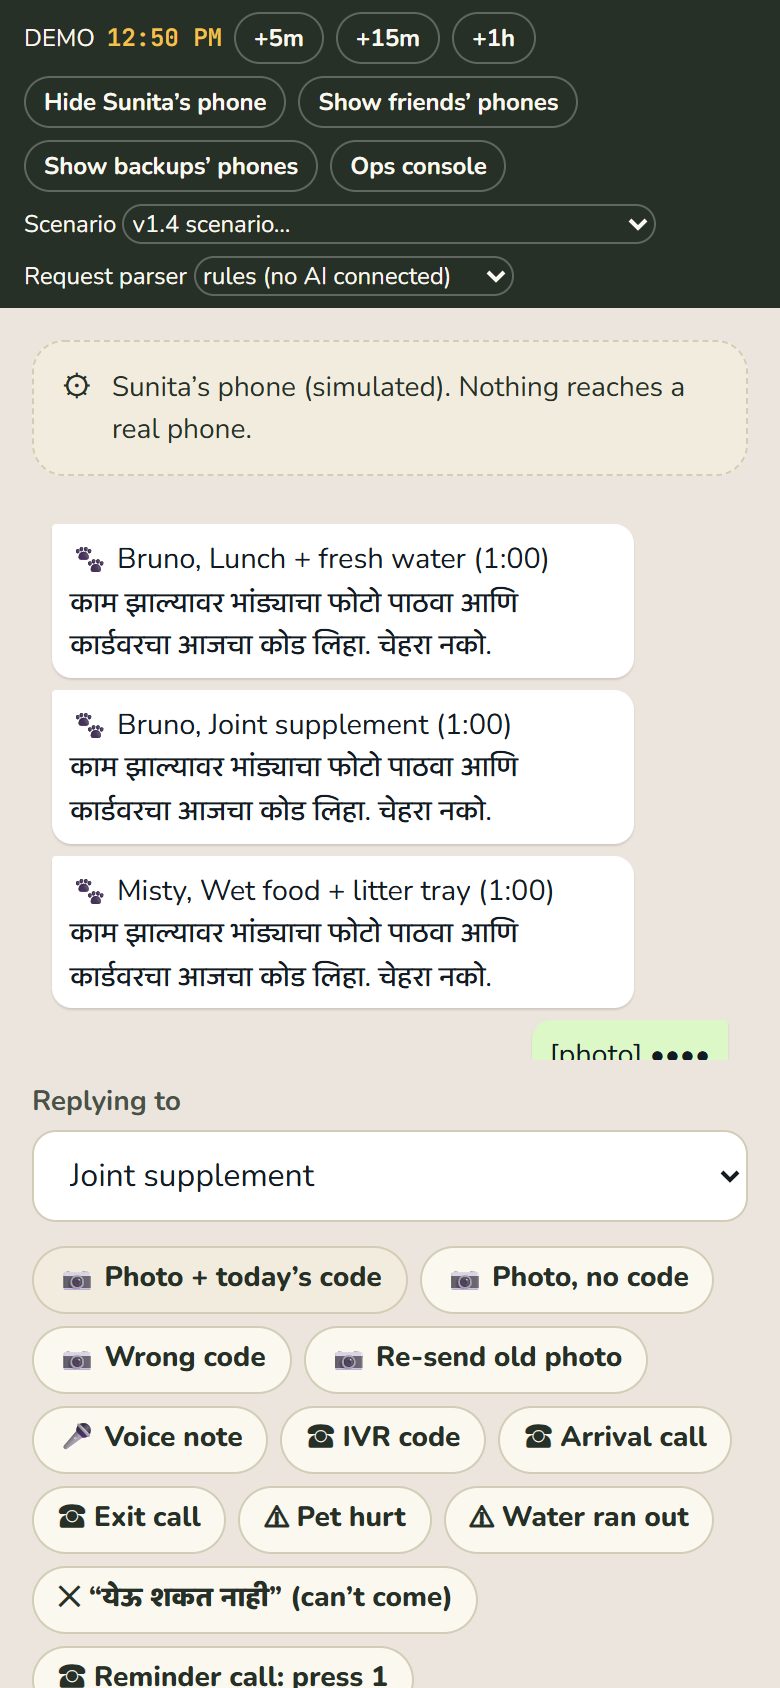 DEMO 12:50 PM +5m +15m +1h
Hide Sunita’s phone Show friends’ phones
Show backups’ phones Ops console
Scenario v1.4 scenario...
Request parser rules (no AI connected)
Sunita’s phone (simulated). Nothing reaches a
real phone.
Bruno, Lunch + fresh water (1:00)
काम झाल्यावर भांड्याचा फोटो पाठवा आणि
कार्डवरचा आजचा कोड लिहा. चेहरा नको.
Bruno, Joint supplement (1:00)
काम झाल्यावर भांड्याचा फोटो पाठवा आणि
कार्डवरचा आजचा कोड लिहा. चेहरा नको.
Misty, Wet food + litter tray (1:00)
काम झाल्यावर भांड्याचा फोटो पाठवा आणि
कार्डवरचा आजचा कोड लिहा. चेहरा नको.
[photo] ••••
Replying to
Joint supplement
Photo + today’s code Photo, no code
Wrong code Re-send old photo
Voice note IVR code Arrival call
Exit call Pet hurt Water ran out
“येऊ शकत नाही” (can’t come)
Reminder call: press 1